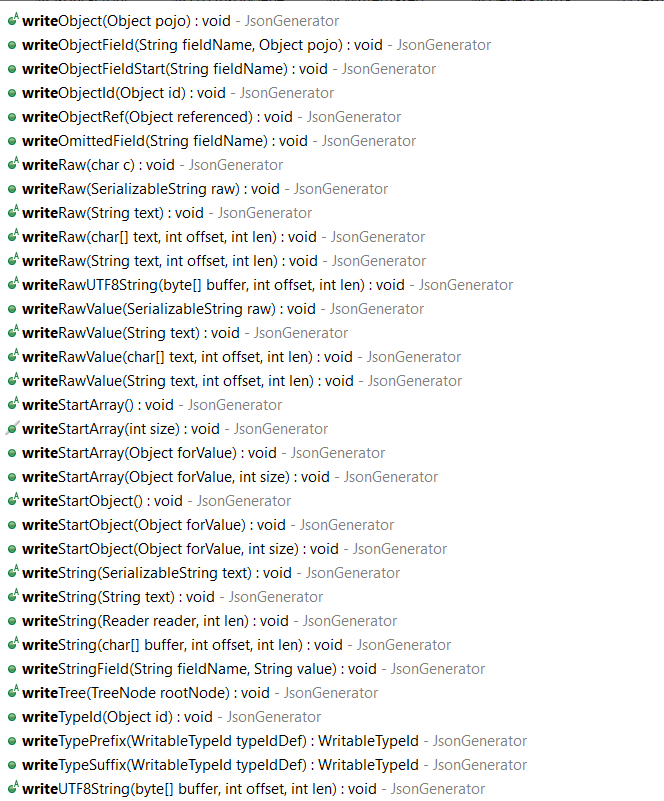 writeObject(Object pojo) : void - JsonGenerator
writeObjectField(String fieldName, Object pojo) : void - JsonGenerator
writeObjectFieldStart(String fieldName) : void - JsonGenerator
writeObjectId(Object id) : void - JsonGenerator
writeObjectRef(Object referenced) : void - JsonGenerator
writeOmittedField(String fieldName) : void - JsonGenerator
writeRaw(char c) : void - JsonGenerator
writeRaw(SerializableString raw) : void - JsonGenerator
writeRaw(String text) : void - JsonGenerator
writeRaw(char[] text, int offset, int len) : void - JsonGenerator
writeRaw(String text, int offset, int len) : void - JsonGenerator
writeRawUTF8String(byte[] buffer, int offset, int len) : void - JsonGenerator
writeRawValue(SerializableString raw) : void - JsonGenerator
writeRawValue(String text) : void - JsonGenerator
writeRawValue(char[] text, int offset, int len) : void - JsonGenerator
writeRawValue(String text, int offset, int len) : void - JsonGenerator
writeStartArray() : void - JsonGenerator
writeStartArray(int size) : void - JsonGenerator
writeStartArray(Object forValue) : void - JsonGenerator
writeStartArray(Object forValue, int size) : void - JsonGenerator
writeStartObject() : void - JsonGenerator
writeStartObject(Object forValue) : void - JsonGenerator
writeStartObject(Object forValue, int size) : void - JsonGenerator
writeString(SerializableString text) : void - JsonGenerator
writeString(String text) : void - JsonGenerator
writeString(Reader reader, int len) : void - JsonGenerator
writeString(char[] buffer, int offset, int len) : void - JsonGenerator
writeStringField(String fieldName, String value) : void - JsonGenerator
writeTree(TreeNode rootNode) : void - JsonGenerator
writeTypeId(Object id) : void - JsonGenerator
writeTypePrefix(WritableTypeId typeIdDef) : WritableTypeId - JsonGenerator
writeTypeSuffix(WritableTypeId typeIdDef) : WritableTypeId - JsonGenerator
writeUTF8String(byte[] buffer, int offset, int len) : void - JsonGenerator